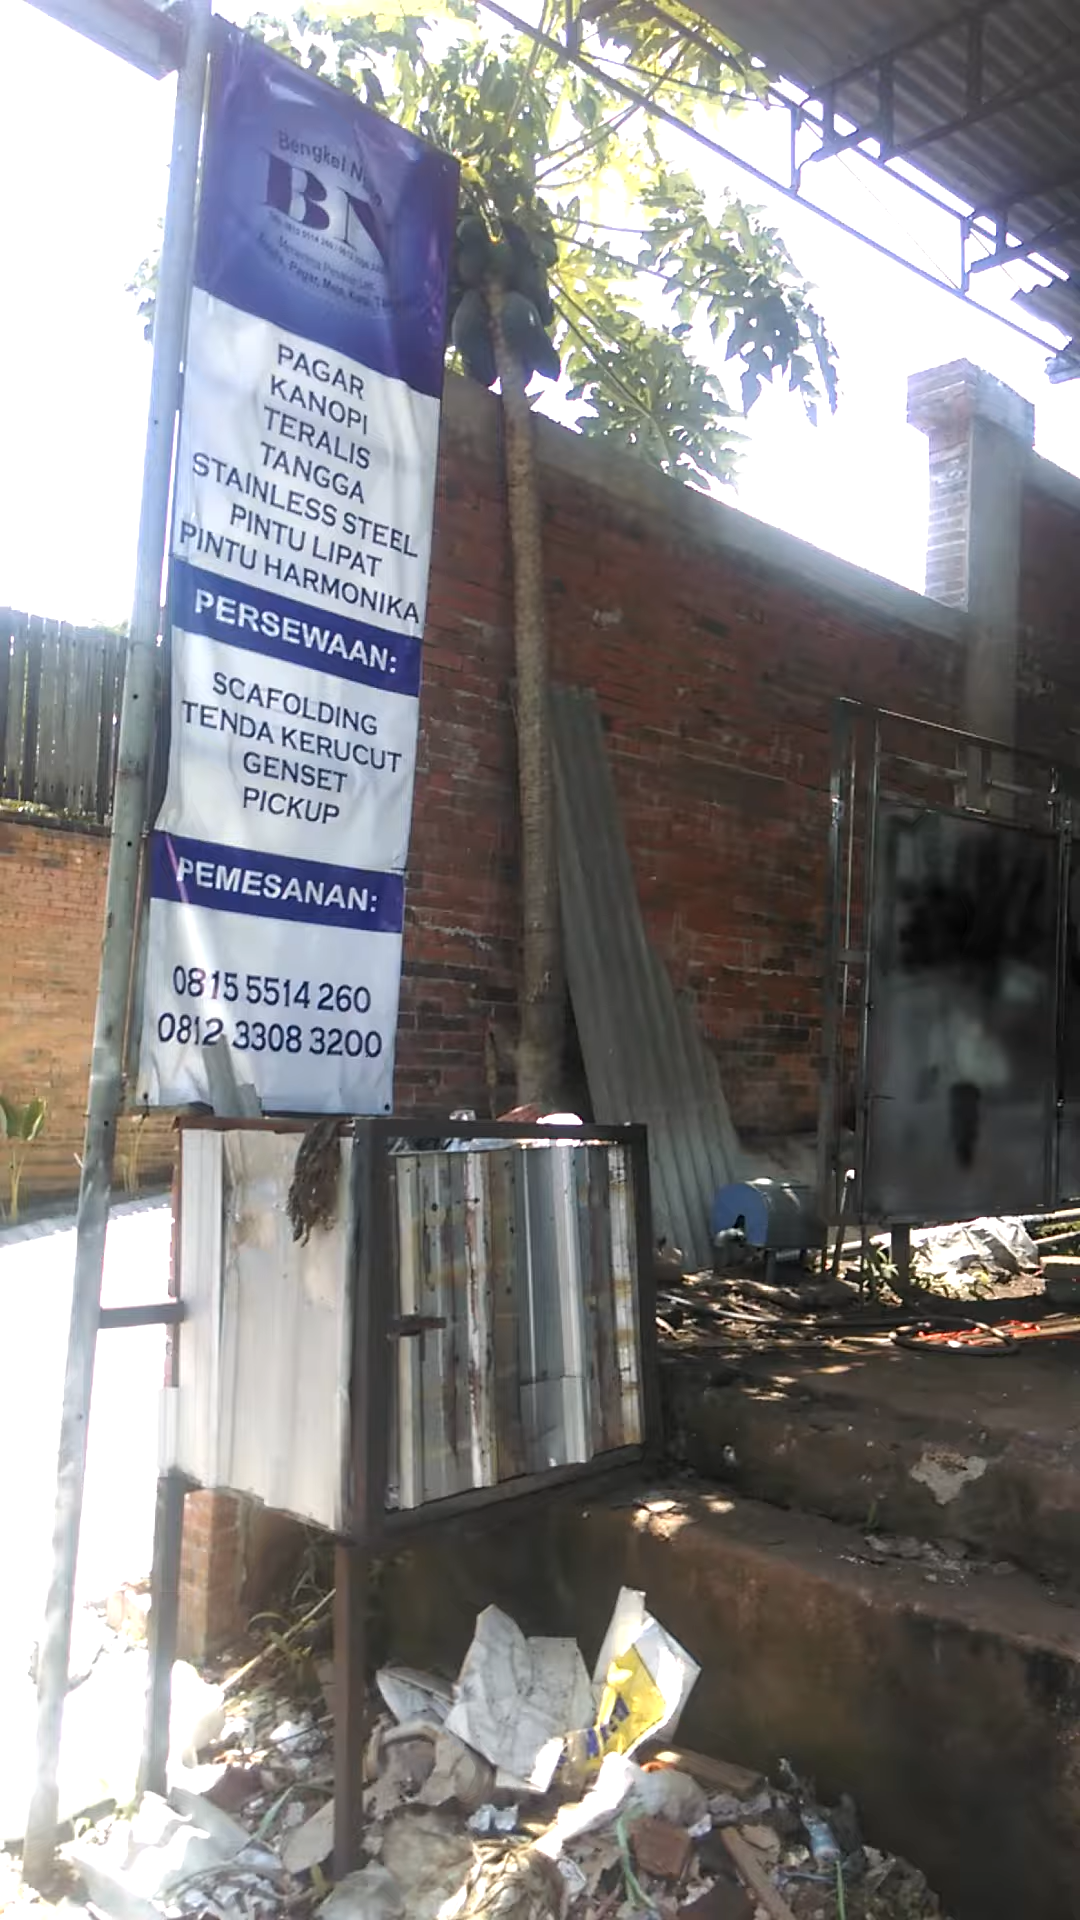 Bengkel
BN
PAGAR
KANOPI
TERALIS
TANGGA
STAINLESS STEEL
PINTU LIPAT
PINTU HARMONIKA
PERSEWAAN:
SCAFOLDING
TENDA KERUCUT
GENSET
PICKUP
PEMESANAN:
0815 5514 260
0812 3308 3200